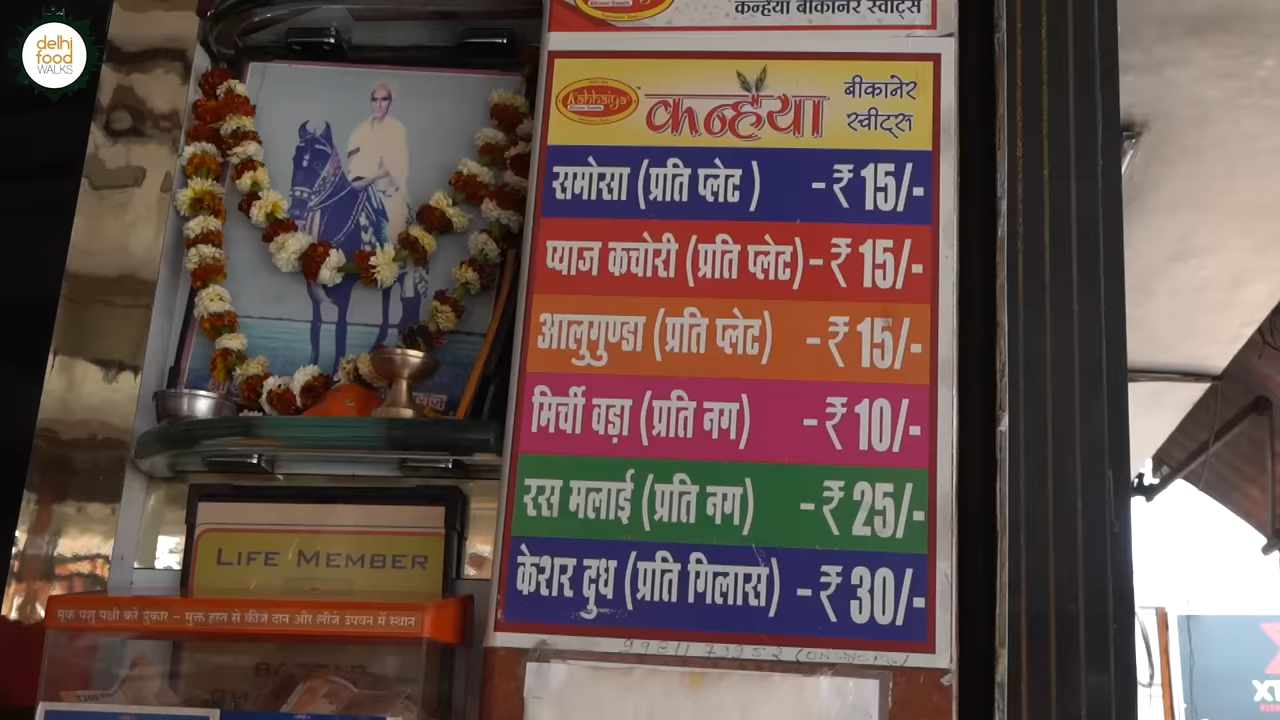 delhi
food
WALKS
कन्हैया बीकानेर स्वीट्स
Kanhaiya
कन्हैया
बीकानेर
स्वीट्स
समोसा (प्रति प्लेट ) -₹ 15/-
प्याज कचोरी (प्रति प्लेट) -₹ 15/-
आलुगुण्डा (प्रति प्लेट) -₹ 15/-
मिर्ची वड़ा (प्रति नग) -₹ 10/-
रस मलाई (प्रति नग) -₹ 25/-
केशर दुध (प्रति गिलास) -₹ 30/-
LIFE MEMBER
मूक पशु पक्षी करे पुकार – मुक्त हस्त से कीजे दान और लीजे उपवन में स्थान